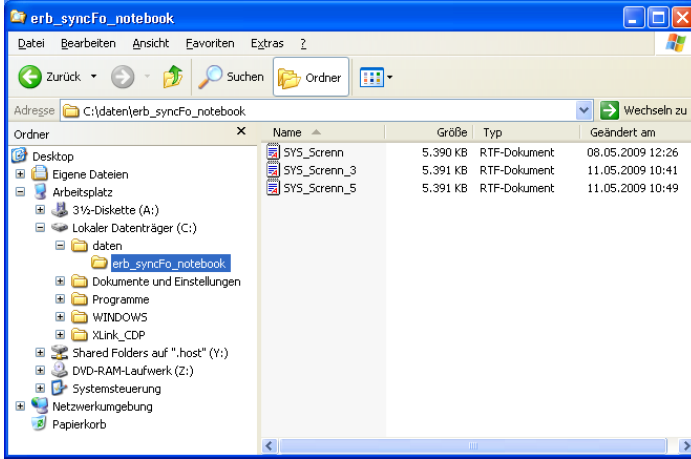 erb_syncFo_notebook
Datei Bearbeiten Ansicht Favoriten Extras ?
Zurück Suchen Ordner
Adresse C:\daten\erb_syncFo_notebook Wechseln zu
Ordner x Name Größe Typ Geändert am
Desktop
Eigene Dateien
Arbeitsplatz
3½-Diskette (A:)
Lokaler Datenträger (C:)
daten
erb_syncFo_notebook
Dokumente und Einstellungen
Programme
WINDOWS
XLink_CDP
Shared Folders auf ".host" (Y:)
DVD-RAM-Laufwerk (Z:)
Systemsteuerung
Netzwerkumgebung
Papierkorb
SYS_Screnn 5.390 KB RTF-Dokument 08.05.2009 12:26
SYS_Screnn_3 5.391 KB RTF-Dokument 11.05.2009 10:41
SYS_Screnn_5 5.391 KB RTF-Dokument 11.05.2009 10:49